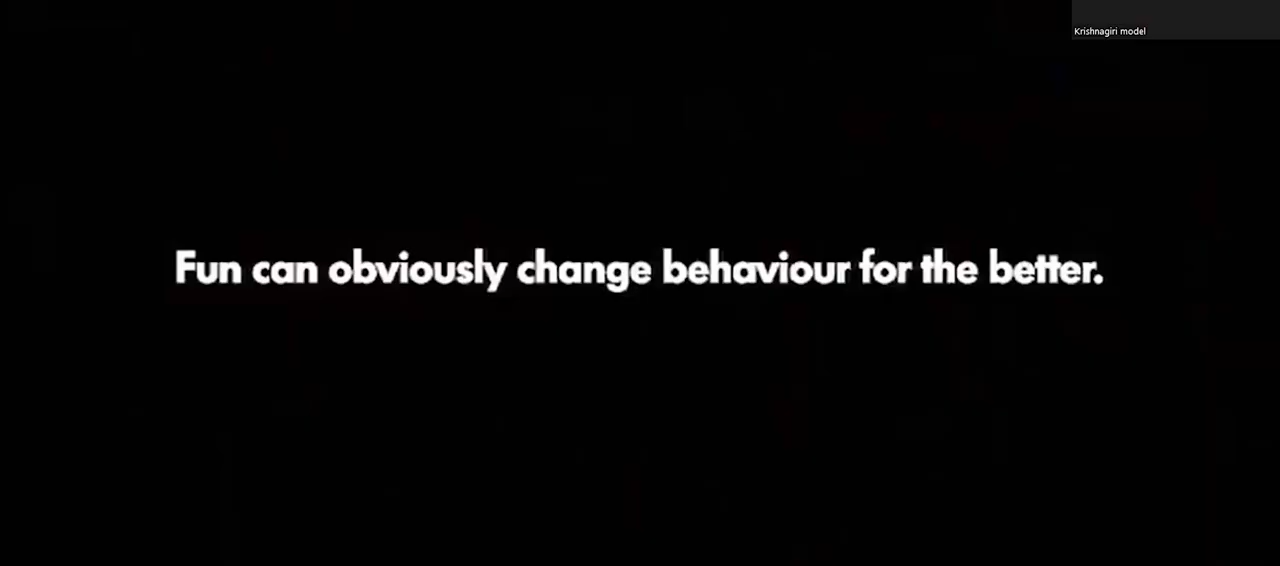 Krishnagiri model
Fun can obviously change behaviour for the better.